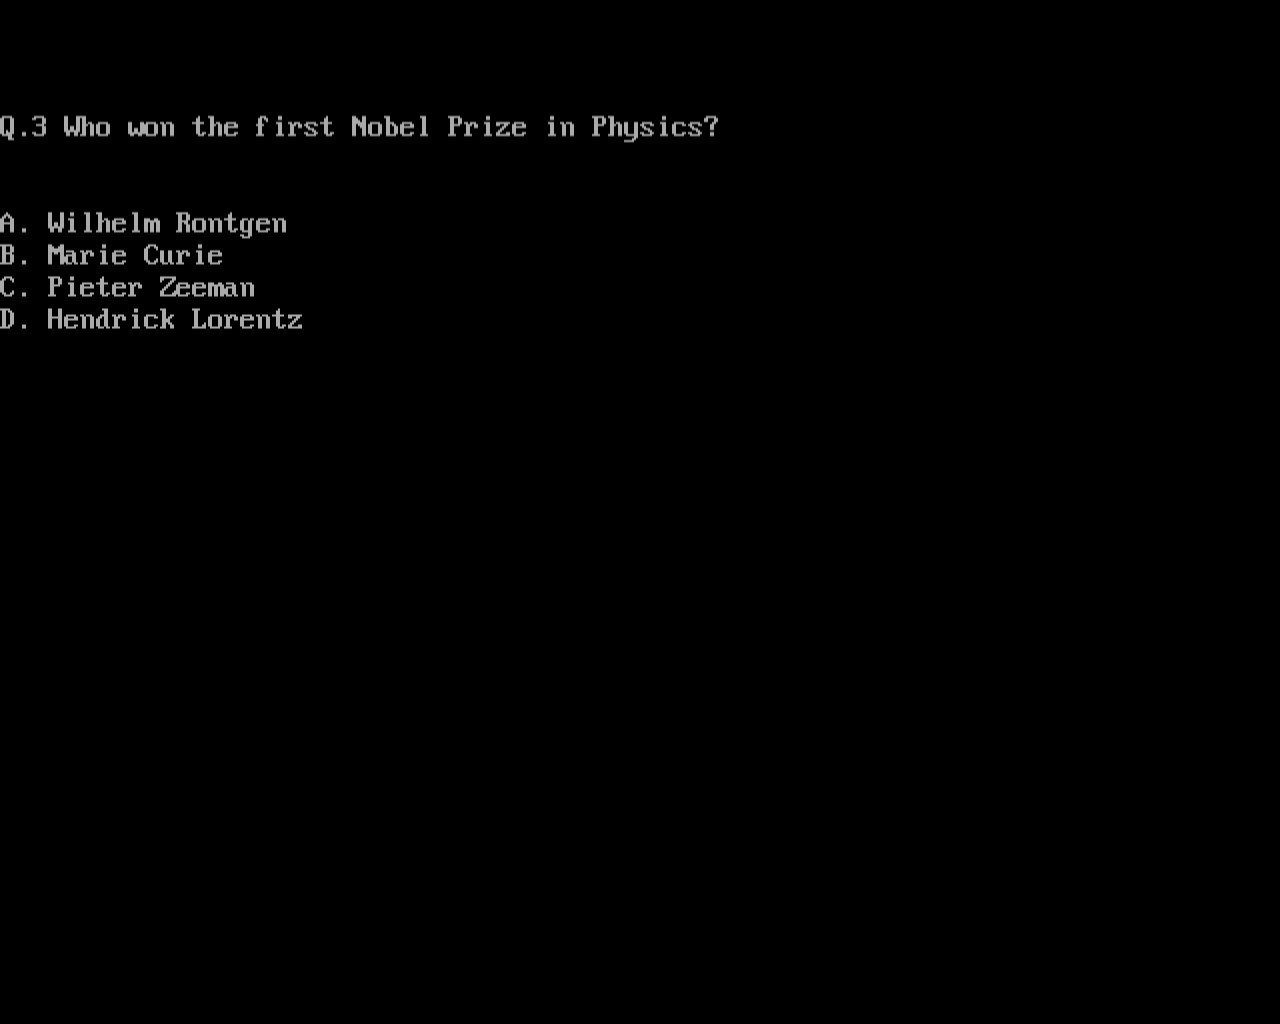 Q.3 Who won the first Nobel Prize in Physics?
A. Wilhelm Rontgen
B. Marie Curie
C. Pieter Zeeman
D. Hendrick Lorentz